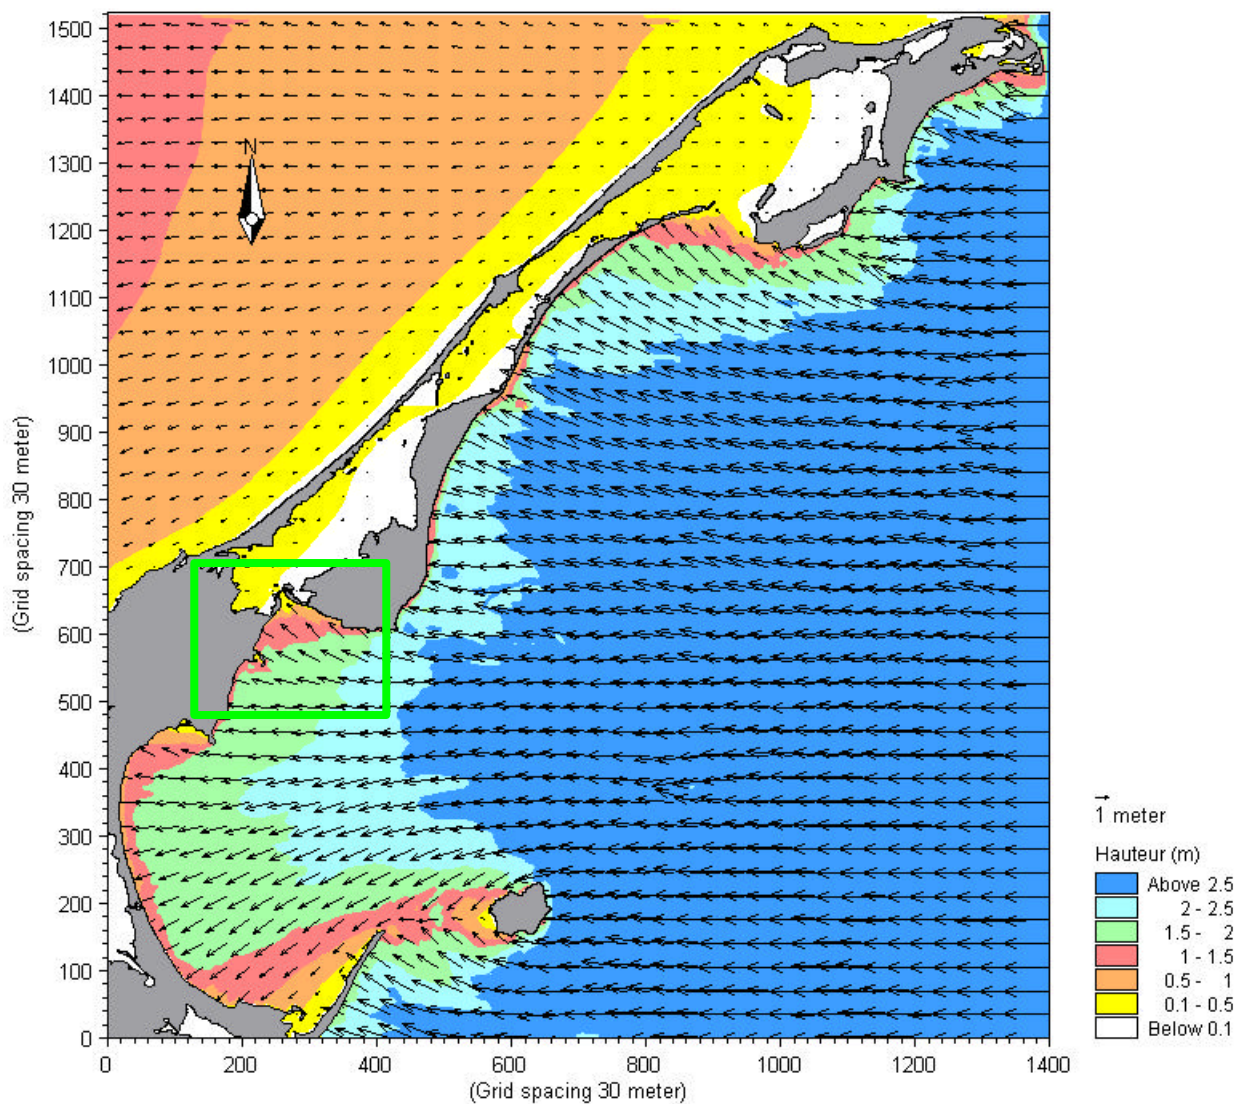 1500
1400
1300
1200
1100
1000
900
800
700
600
500
400
300
200
100
0
(Grid spacing 30 meter)
N
0 200 400 600 800 1000 1200 1400
(Grid spacing 30 meter)
1 meter
Hauteur (m)
Above 2.5
2 - 2.5
1.5 - 2
1 - 1.5
0.5 - 1
0.1 - 0.5
Below 0.1